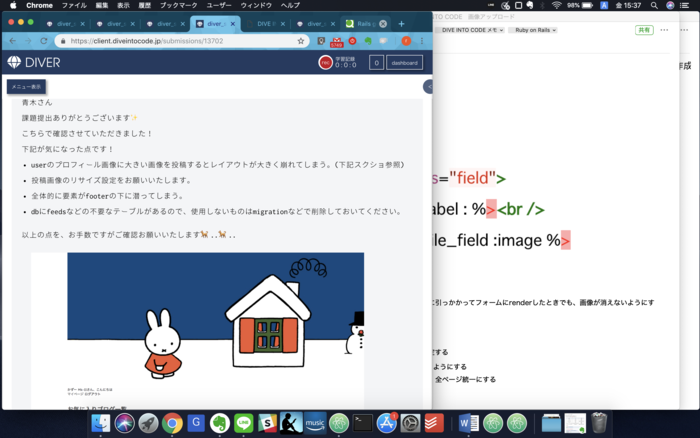 Chrome ファイル 編集 表示 履歴 ブックマーク ユーザー ウィンドウ ヘルプ
98% 金 15:37
INTO CODE 画像アップロード
diver_ diver_ diver_ diver_ DIVE diver_ Rails
https://client.diveintocode.jp/submissions/13702
DIVE INTO CODE メモ Ruby on Rails 共有
DIVER
rec 学習記録
0:0:0
0 dashboard
メニュー表示
作成
青木さん
課題提出ありがとうございます✨
こちらで確認させていただきました！
下記が気になった点です！
• userのプロフィール画像に大きい画像を投稿するとレイアウトが大きく崩れてしまう。(下記スクショ参照)
• 投稿画像のリサイズ設定をお願いいたします。
• 全体的に要素がfooterの下に潜ってしまう。
• dbにfeedsなどの不要なテーブルがあるので、使用しないものはmigrationなどで削除しておいてください。
以上の点を、お手数ですがご確認お願いいたします🐕..🐕..
s="field">
abel : %><br />
ile_field :image %>
に引っかかってフォームにrenderしたときでも、画像が消えないようにす
する
ようにする
全ページ統一にする
お気に入りブログ一覧
LINE
music